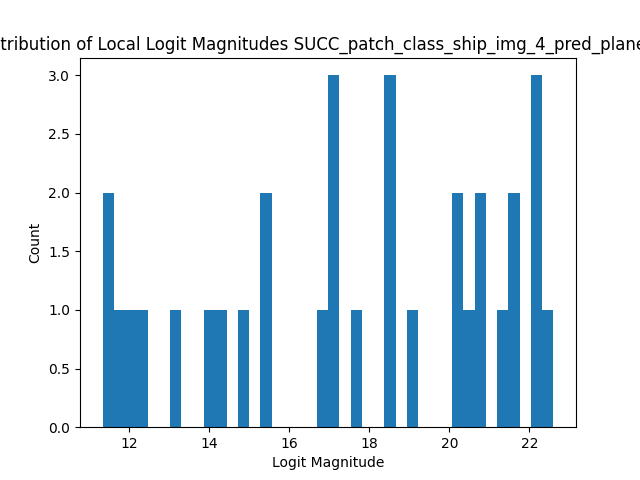 tribution of Local Logit Magnitudes SUCC_patch_class_ship_img_4_pred_plane
3.0
2.5
2.0
1.5
1.0
0.5
0.0
Count
12 14 16 18 20 22
Logit Magnitude